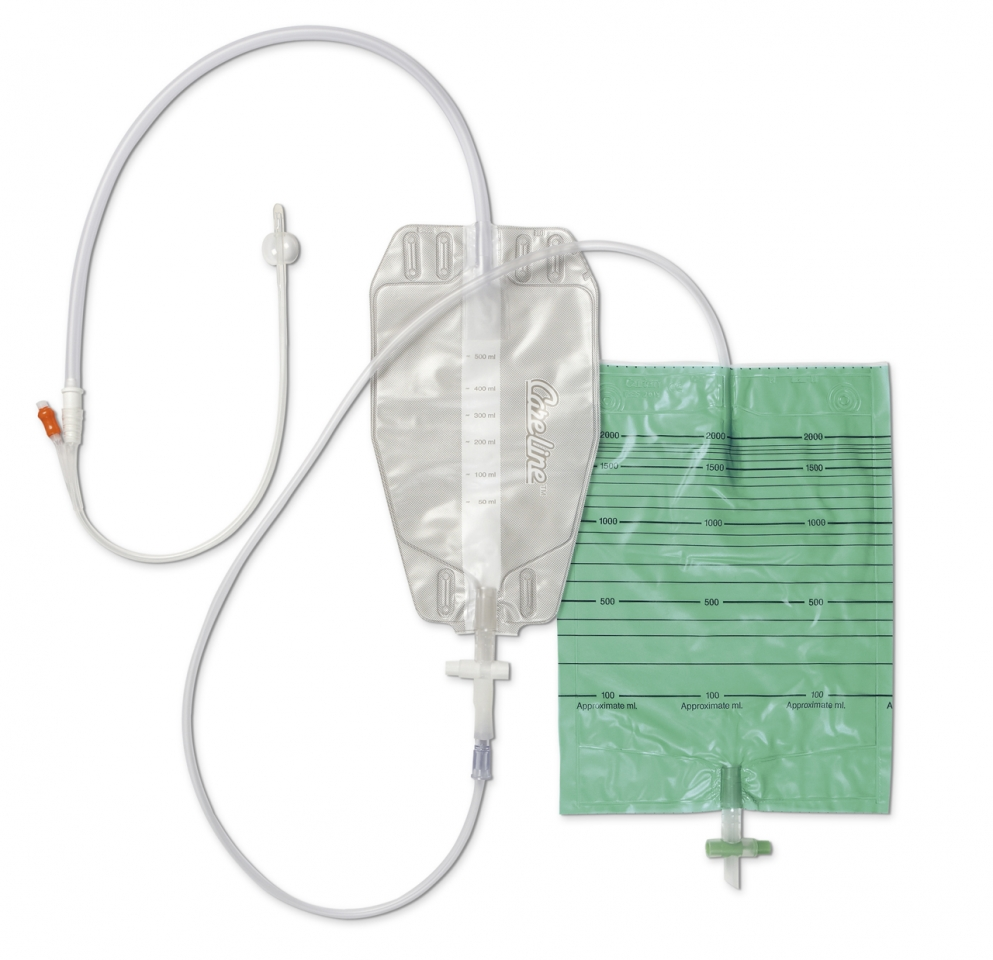 500 ml
400 ml
300 ml
200 ml
100 ml
50 ml
Careline TM
2000 2000 2000
1500 1500 1500
1000 1000 1000
500 500 500
100 100 100
Approximate ml. Approximate ml. Approximate ml. A